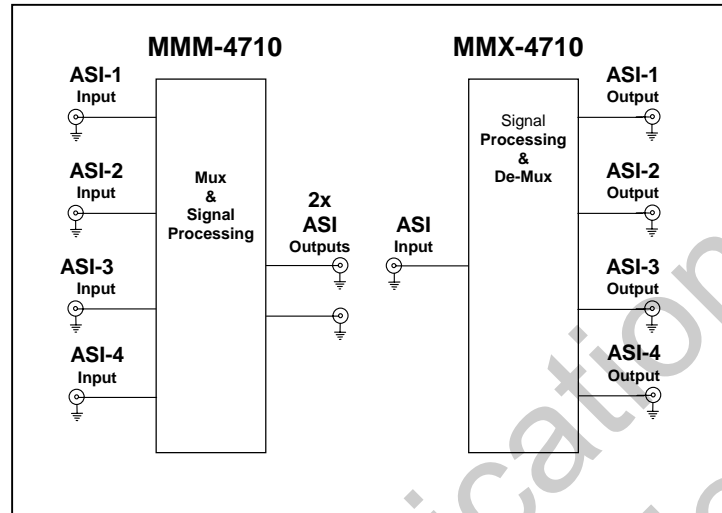 MMM-4710
ASI-1
Input
ASI-2
Input
ASI-3
Input
ASI-4
Input
Mux
&
Signal
Processing
2x
ASI
Outputs
MMX-4710
ASI
Input
Signal
Processing
&
De-Mux
ASI-1
Output
ASI-2
Output
ASI-3
Output
ASI-4
Output